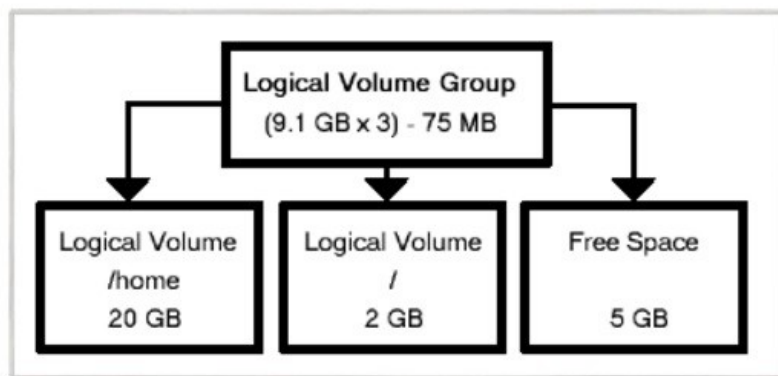 Logical Volume Group
(9.1 GB x 3) - 75 MB
Logical Volume
/home
20 GB
Logical Volume
/
2 GB
Free Space
5 GB